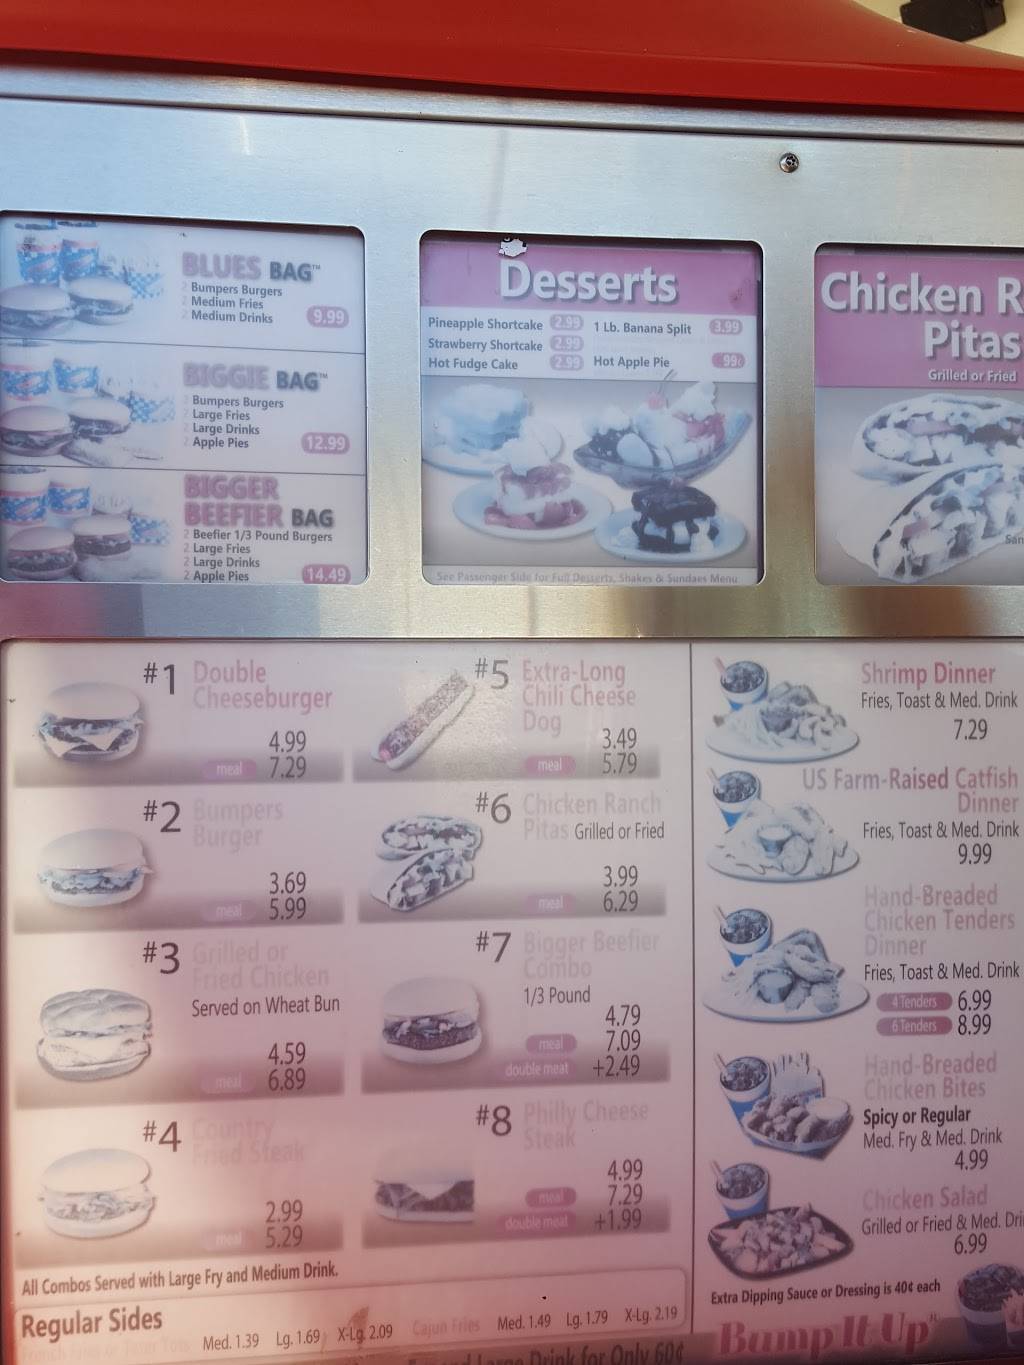 BLUES BAG™
2 Bumpers Burgers
2 Medium Fries
2 Medium Drinks 9.99
BIGGIE BAG™
2 Bumpers Burgers
2 Large Fries
2 Large Drinks
2 Apple Pies 12.99
BIGGER
BEEFIER BAG
2 Beefier 1/3 Pound Burgers
2 Large Fries
2 Large Drinks
2 Apple Pies 14.49
Desserts
Pineapple Shortcake 2.99
Strawberry Shortcake 2.99
Hot Fudge Cake 2.99
1 Lb. Banana Split 3.99
Hot Apple Pie .99¢
See Passenger Side for Full Desserts, Shakes & Sundaes Menu
Chicken R
Pitas
Grilled or Fried
San
#1 Double
Cheeseburger
4.99
meal 7.29
#2 Bumpers
Burger
3.69
meal 5.99
#3 Grilled or
Fried Chicken
Served on Wheat Bun
4.59
meal 6.89
#4 Country
Fried Steak
2.99
meal 5.29
#5 Extra-Long
Chili Cheese
Dog
3.49
meal 5.79
#6 Chicken Ranch
Pitas Grilled or Fried
3.99
meal 6.29
#7 Bigger Beefier
Combo
1/3 Pound
4.79
meal 7.09
double meat +2.49
#8 Philly Cheese
Steak
4.99
meal 7.29
double meat +1.99
All Combos Served with Large Fry and Medium Drink.
Regular Sides
Med. 1.39 Lg. 1.69 X-Lg. 2.09
Cajun Fries Med. 1.49 Lg. 1.79 X-Lg. 2.19
Drink for Only 60¢
Shrimp Dinner
Fries, Toast & Med. Drink
7.29
US Farm-Raised Catfish
Dinner
Fries, Toast & Med. Drink
9.99
Hand-Breaded
Chicken Tenders
Dinner
Fries, Toast & Med. Drink
4 Tenders 6.99
6 Tenders 8.99
Hand-Breaded
Chicken Bites
Spicy or Regular
Med. Fry & Med. Drink
4.99
Chicken Salad
Grilled or Fried & Med. Dri
6.99
Extra Dipping Sauce or Dressing is 40¢ each
Bump It Up